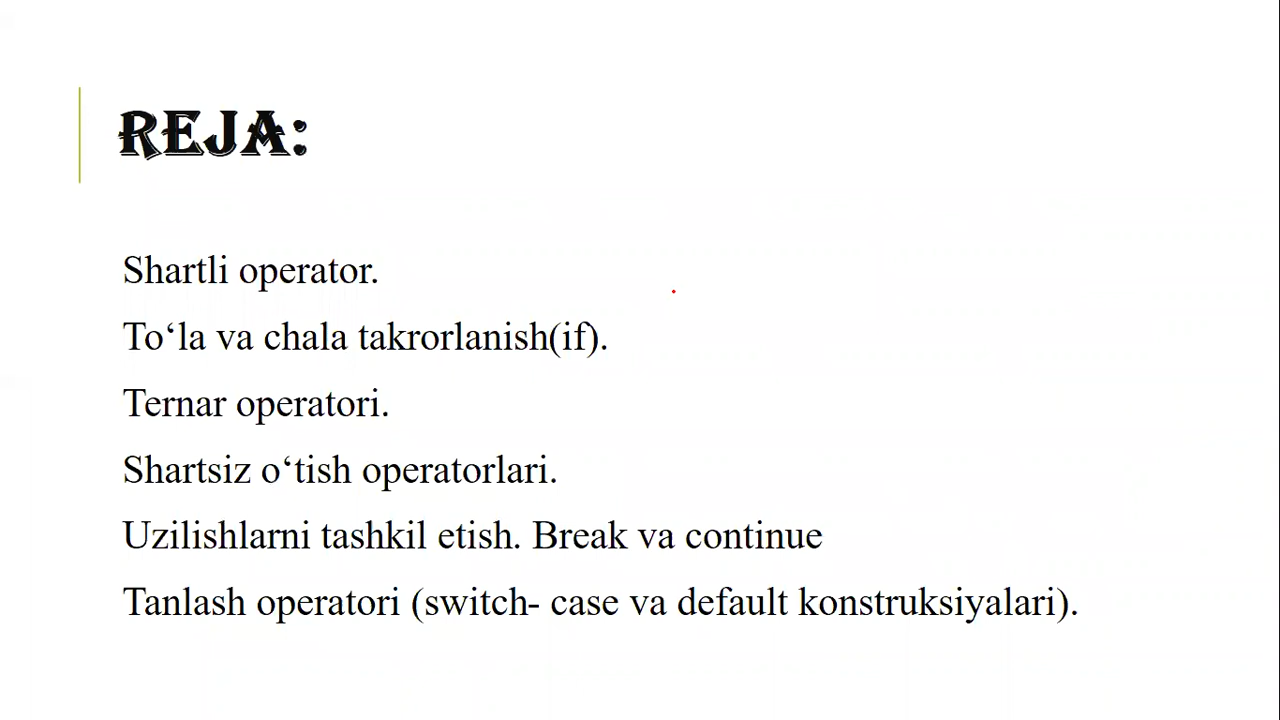 REJA:
Shartli operator.
To‘la va chala takrorlanish(if).
Ternar operatori.
Shartsiz o‘tish operatorlari.
Uzilishlarni tashkil etish. Break va continue
Tanlash operatori (switch- case va default konstruksiyalari).